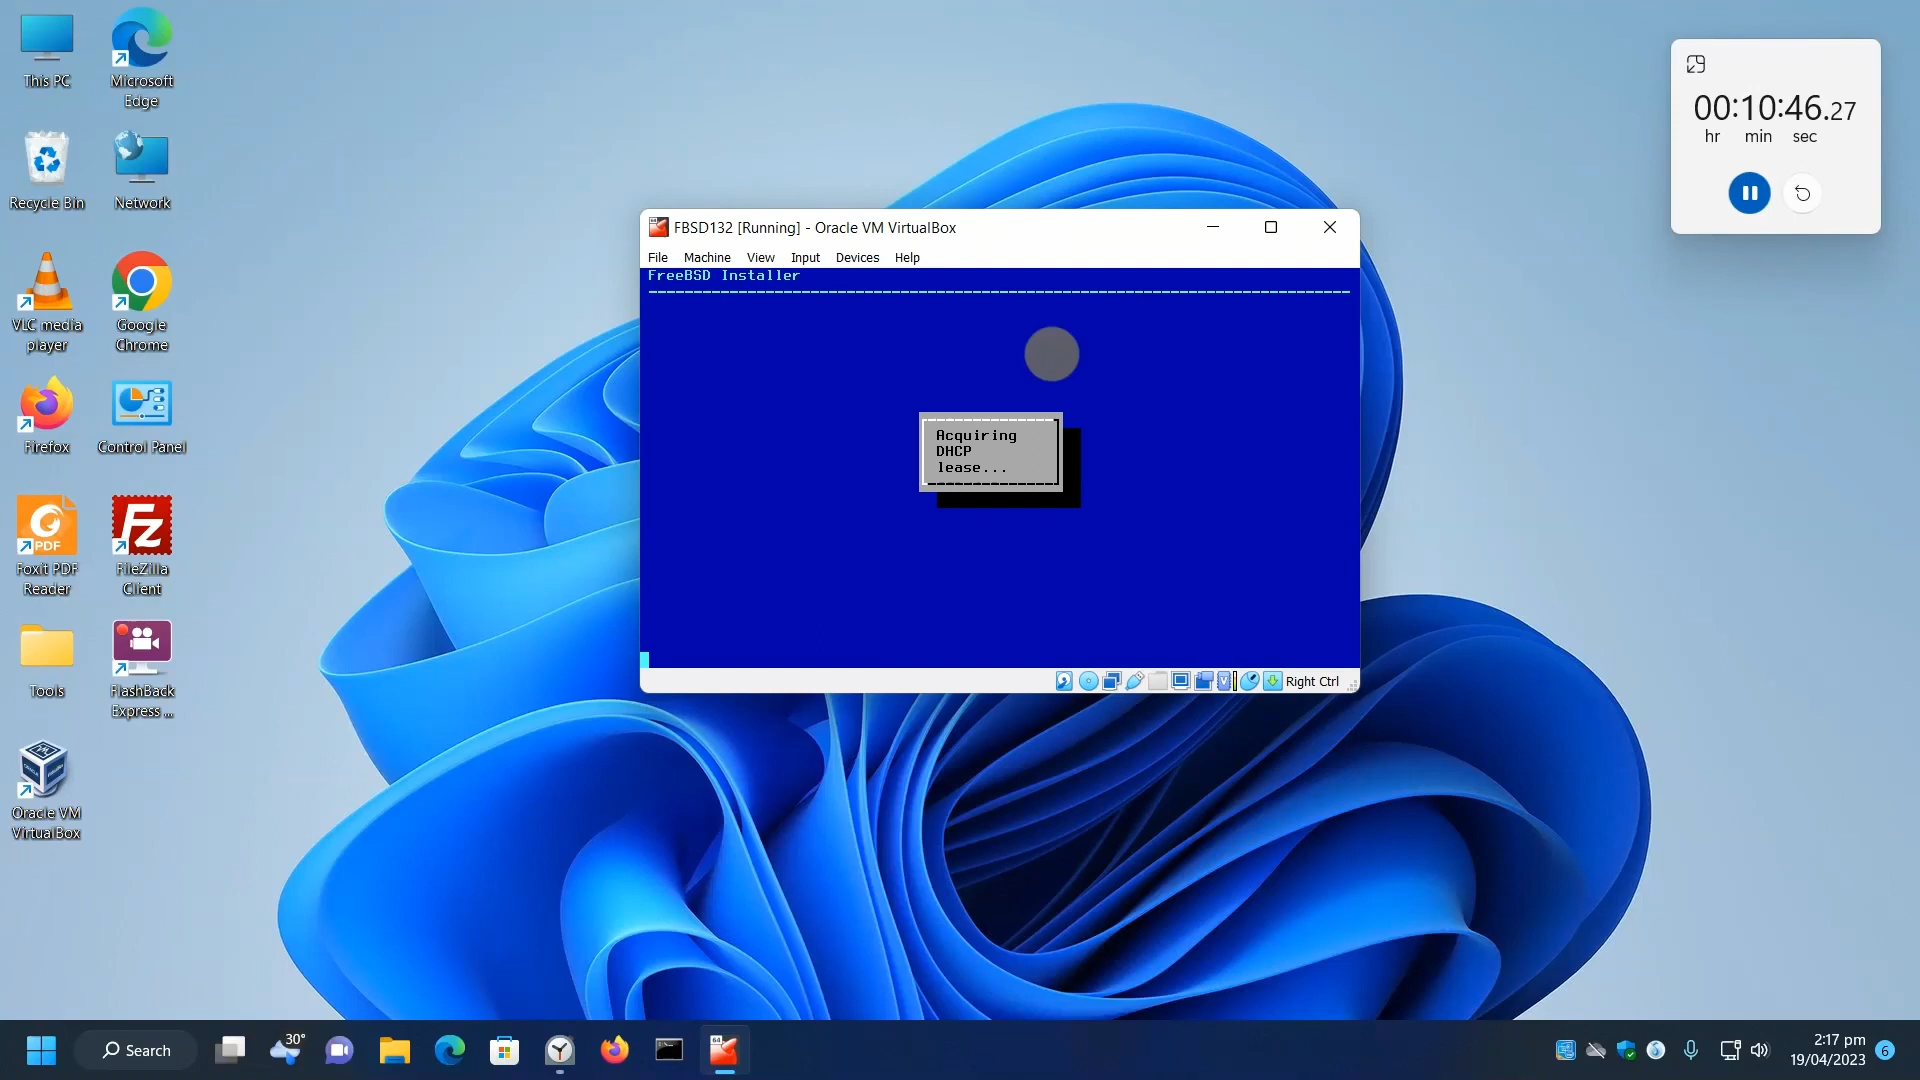 This PC
Microsoft
Edge
Recycle Bin
Network
VLC media
player
Google
Chrome
Firefox
Control Panel
PDF
Foxit PDF
Reader
Fz
FileZilla
Client
Tools
FlashBack
Express ...
Oracle VM
VirtualBox
00:10:46.27
hr min sec
FBSD132 [Running] - Oracle VM VirtualBox
File Machine View Input Devices Help
FreeBSD Installer
Acquiring
DHCP
lease...
Right Ctrl
Search
30°
64
2:17 pm
19/04/2023
6